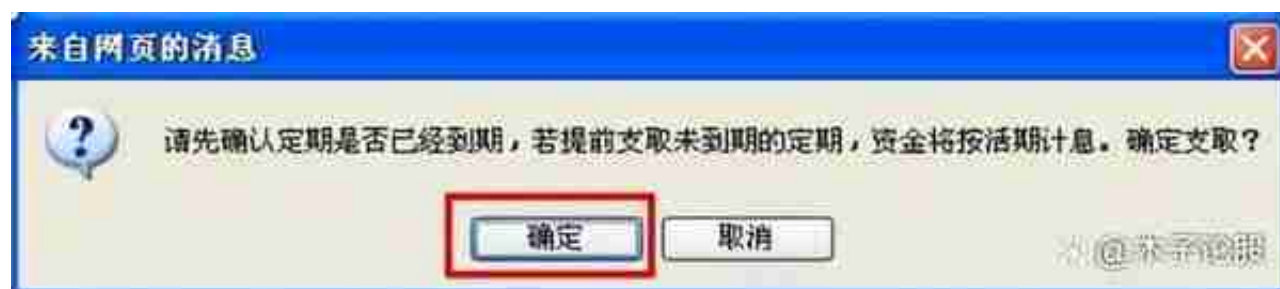 来自网页的消息
请先确认定期是否已经到期，若提前支取未到期的定期，资金将按活期计息。确定支取？
确定 取消